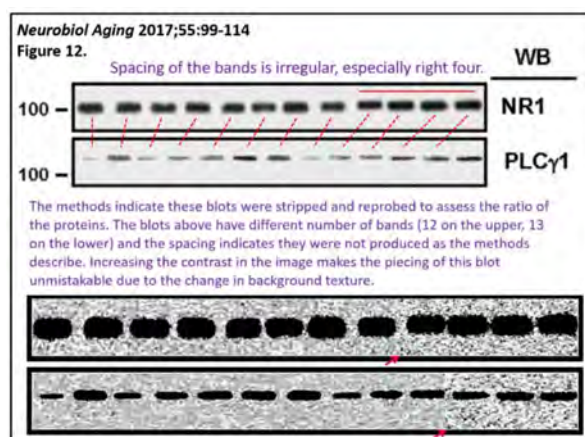 Neurobiol Aging 2017;55:99-114
Figure 12.
Spacing of the bands is irregular, especially right four.
WB
100 –
NR1
100 –
PLCγ1
The methods indicate these blots were stripped and reprobed to assess the ratio
of the proteins. The blots above have different number of bands (12 on the upper, 13
on the lower) and the spacing indicates they were not produced as the methods
describe. Increasing the contrast in the image makes the piecing of this blot
unmistakable due to the change in background texture.